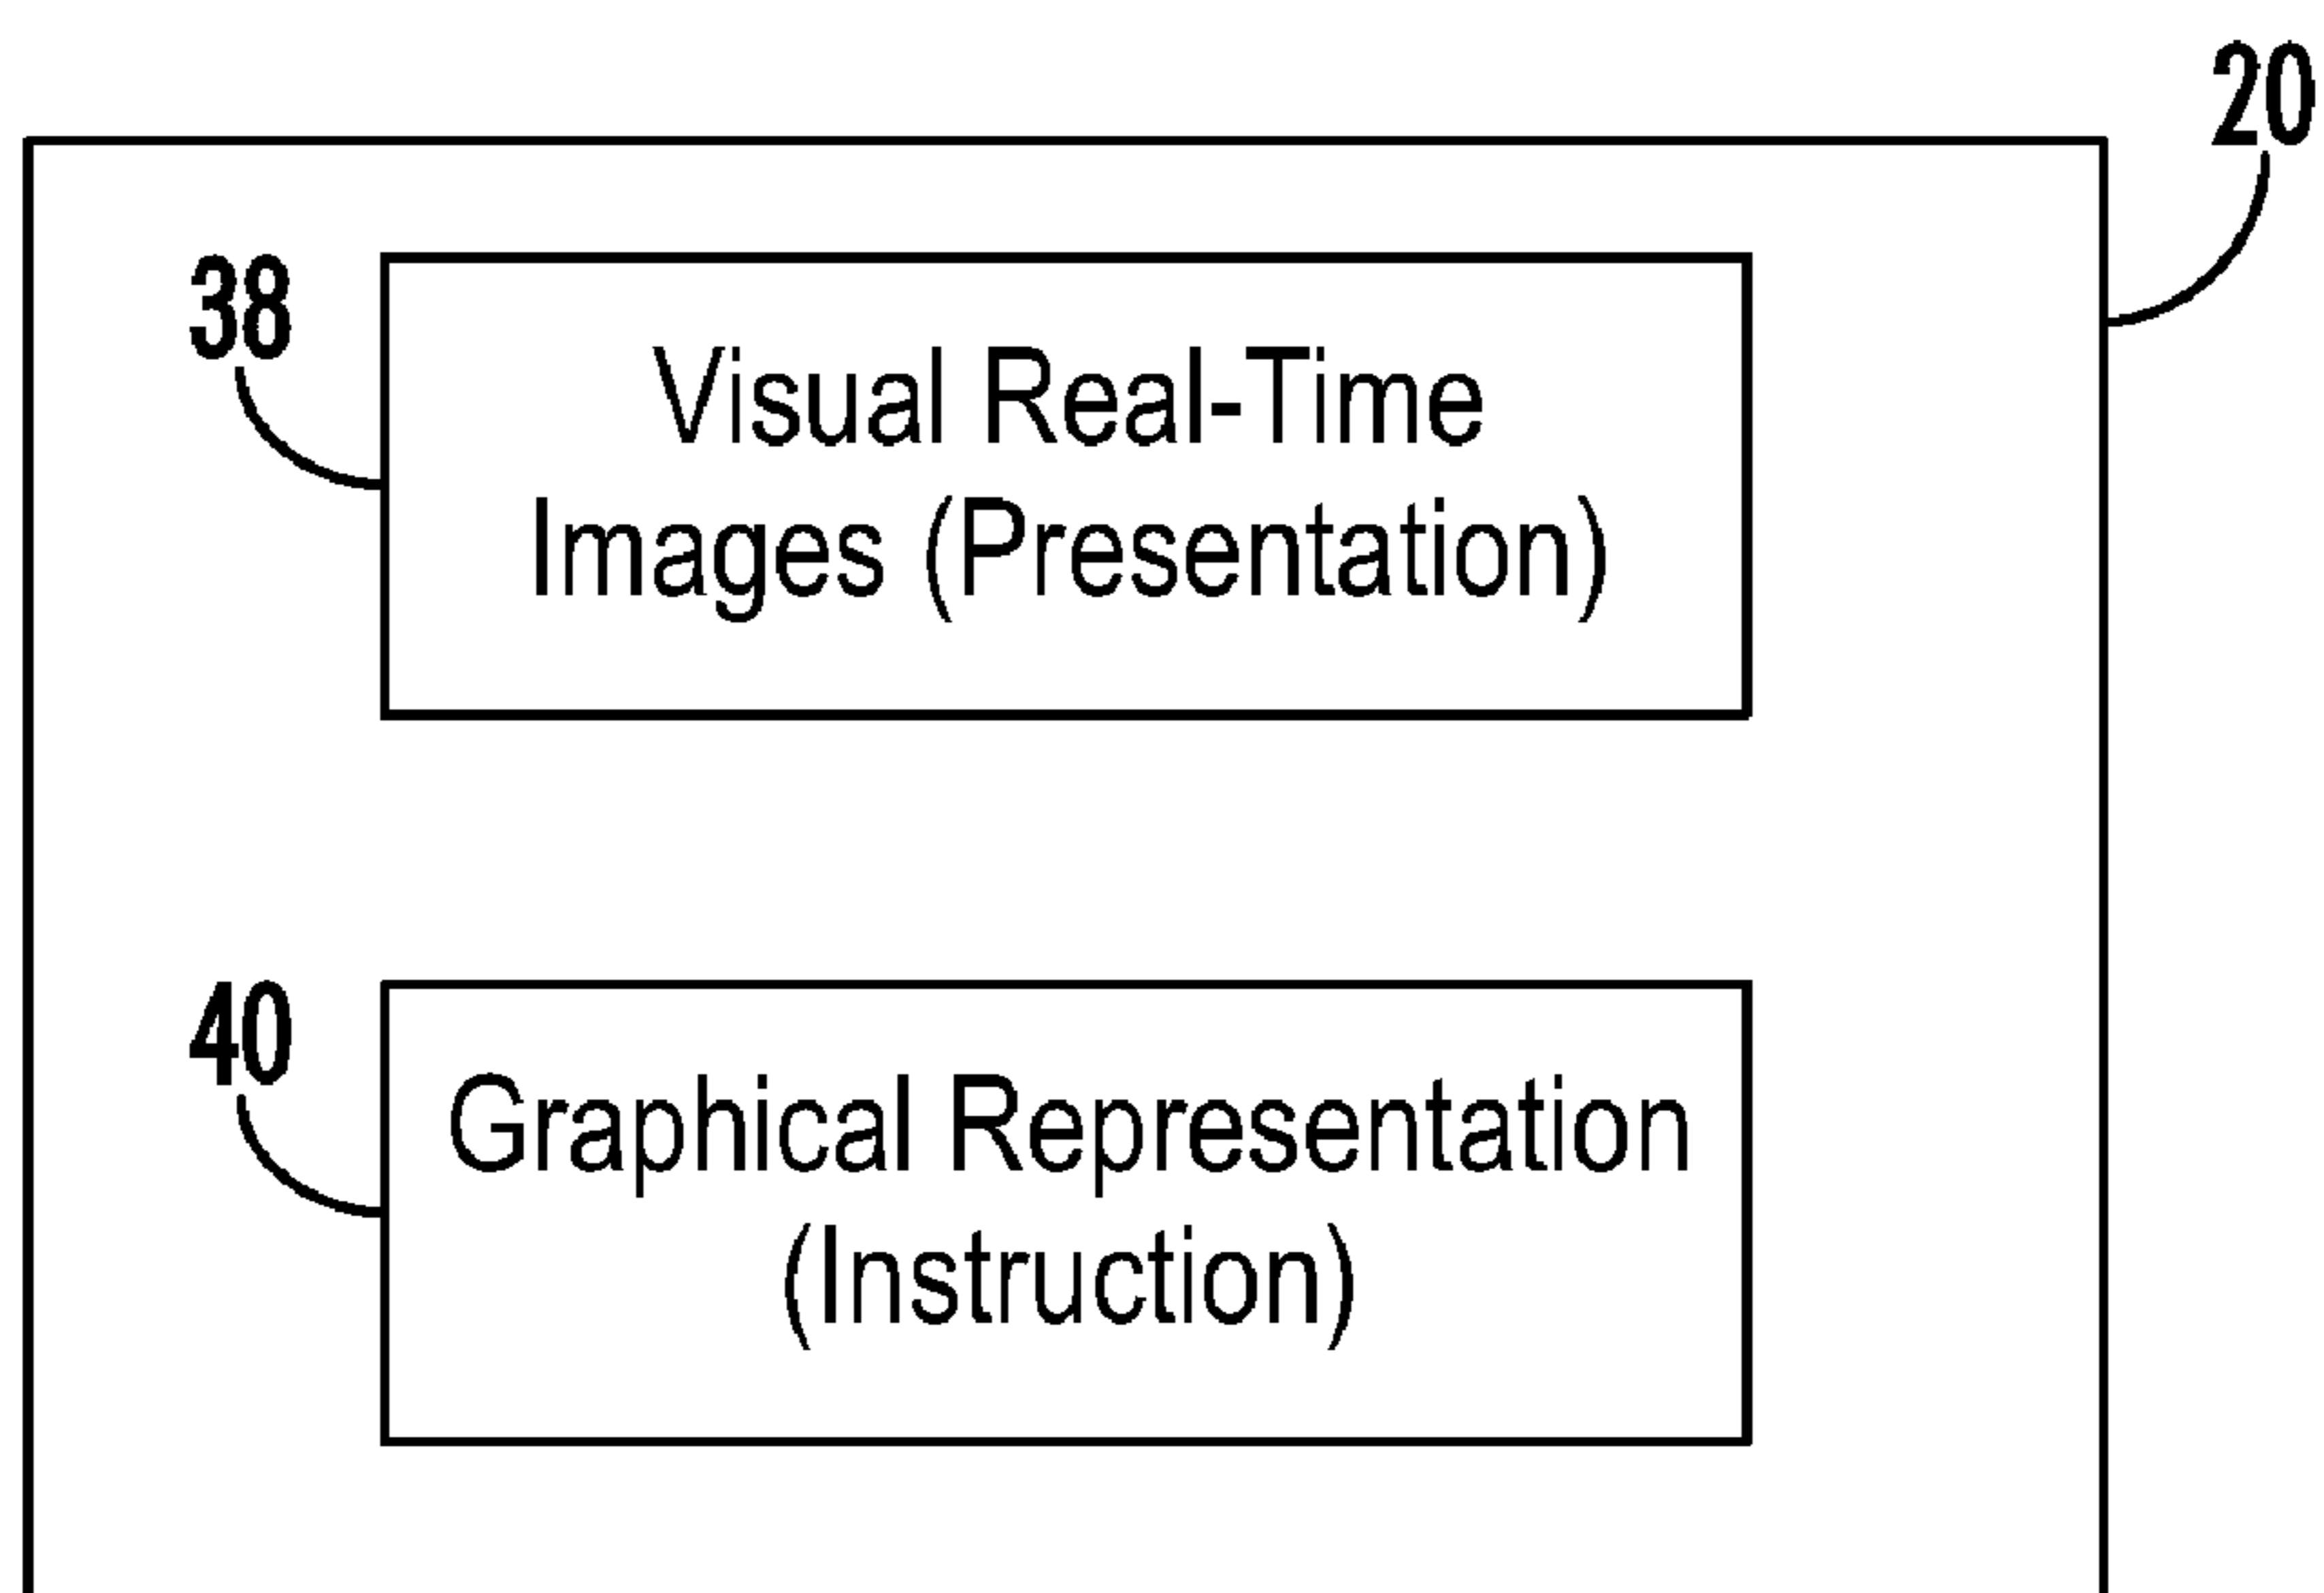 20
38
Visual Real-Time
Images (Presentation)
40
Graphical Representation
(Instruction)